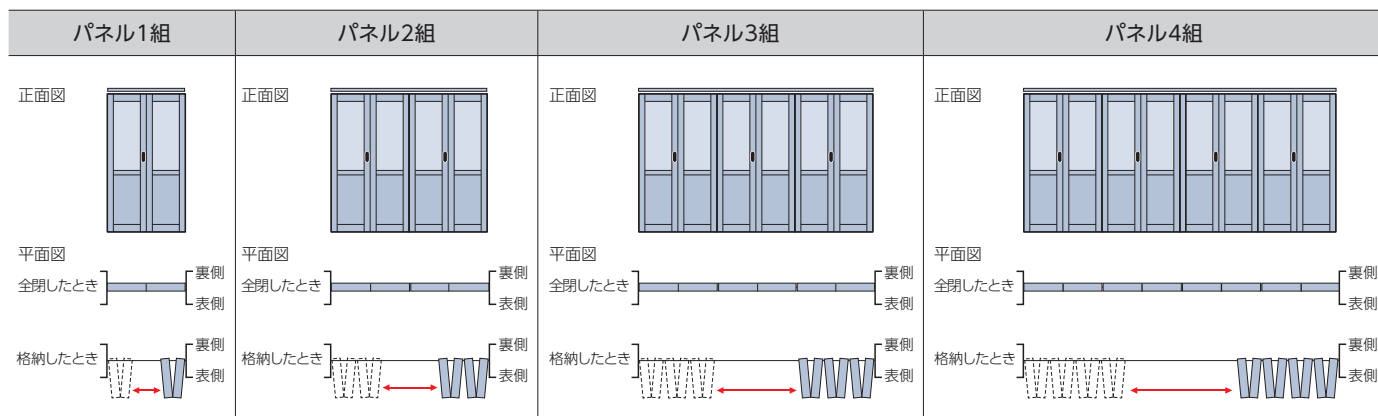 パネル1組
パネル2組
パネル3組
パネル4組
正面図
正面図
正面図
正面図
平面図
平面図
平面図
平面図
全閉したとき
裏側
表側
全閉したとき
裏側
表側
全閉したとき
裏側
表側
全閉したとき
裏側
表側
格納したとき
裏側
表側
格納したとき
裏側
表側
格納したとき
裏側
表側
格納したとき
裏側
表側